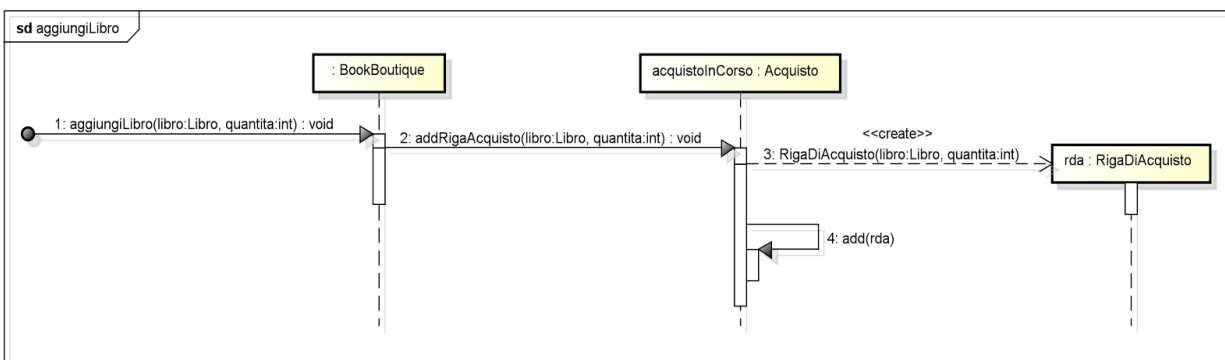 sd aggiungiLibro
: BookBoutique
acquistoInCorso : Acquisto
1: aggiungiLibro(libro:Libro, quantita:int) : void
2: addRigaAcquisto(libro:Libro, quantita:int) : void
<<create>>
3: RigaDiAcquisto(libro:Libro, quantita:int)
rda : RigaDiAcquisto
4: add(rda)